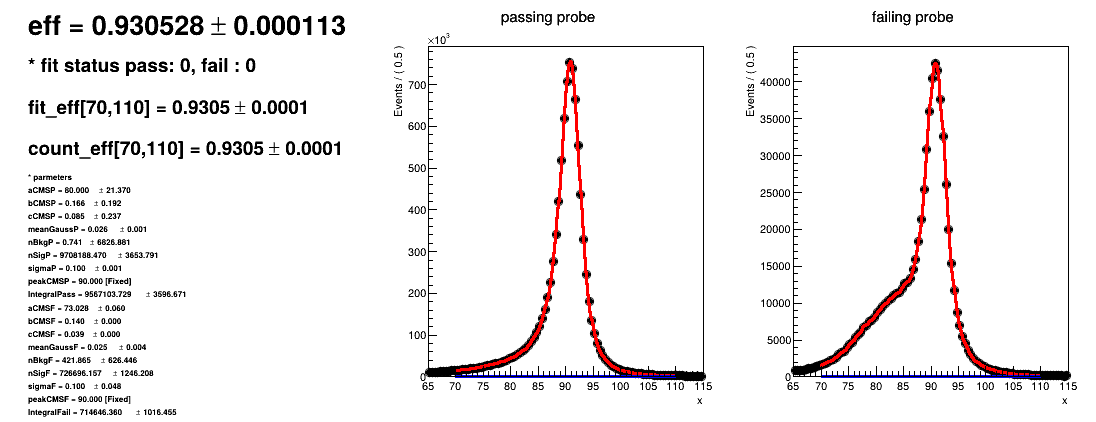 eff = 0.930528 ± 0.000113
* fit status pass: 0, fail : 0
fit_eff[70,110] = 0.9305 ± 0.0001
count_eff[70,110] = 0.9305 ± 0.0001
* parmeters
aCMSP = 60.000 ± 21.370
bCMSP = 0.166 ± 0.192
cCMSP = 0.085 ± 0.237
meanGaussP = 0.026 ± 0.001
nBkgP = 0.741 ± 6826.881
nSigP = 9708188.470 ± 3653.791
sigmaP = 0.100 ± 0.001
peakCMSP = 90.000 [Fixed]
IntegralPass = 9567103.729 ± 3596.671
aCMSF = 73.028 ± 0.060
bCMSF = 0.140 ± 0.000
cCMSF = 0.039 ± 0.000
meanGaussF = 0.025 ± 0.004
nBkgF = 421.865 ± 626.446
nSigF = 726696.157 ± 1246.208
sigmaF = 0.100 ± 0.048
peakCMSF = 90.000 [Fixed]
IntegralFail = 714646.360 ± 1016.455
passing probe
×10³
Events / ( 0.5 )
700
600
500
400
300
200
100
0
65 70 75 80 85 90 95 100 105 110 115
x
failing probe
Events / ( 0.5 )
40000
35000
30000
25000
20000
15000
10000
5000
0
65 70 75 80 85 90 95 100 105 110 115
x